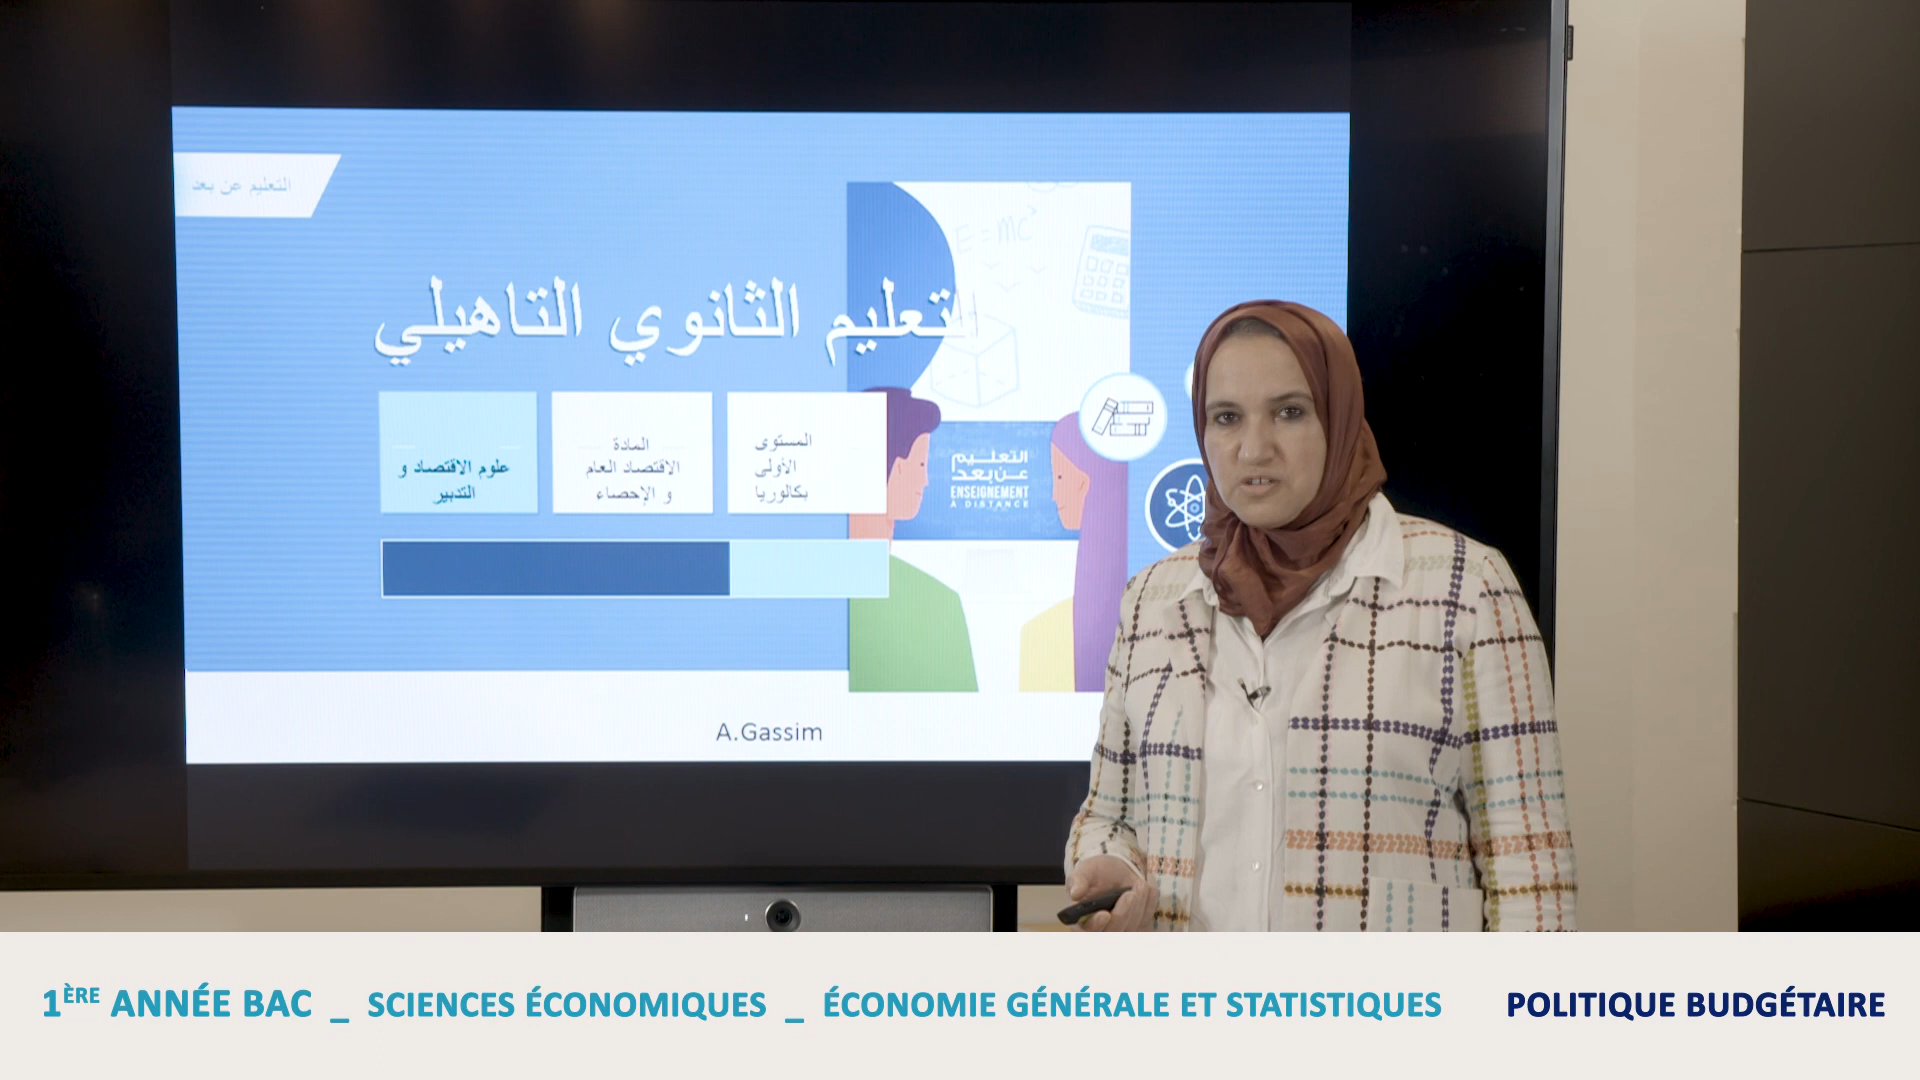 التعليم عن بعد
E = mc²
التعليم الثانوي التاهيلي
المستوى
الأولى
بكالوريا
المادة
الاقتصاد العام
و الإحصاء
علوم الاقتصاد و
التدبير
التعليم
عن بعد
ENSEIGNEMENT
A DISTANCE
A.Gassim
1ÈRE ANNÉE BAC _ SCIENCES ÉCONOMIQUES _ ÉCONOMIE GÉNÉRALE ET STATISTIQUES POLITIQUE BUDGÉTAIRE